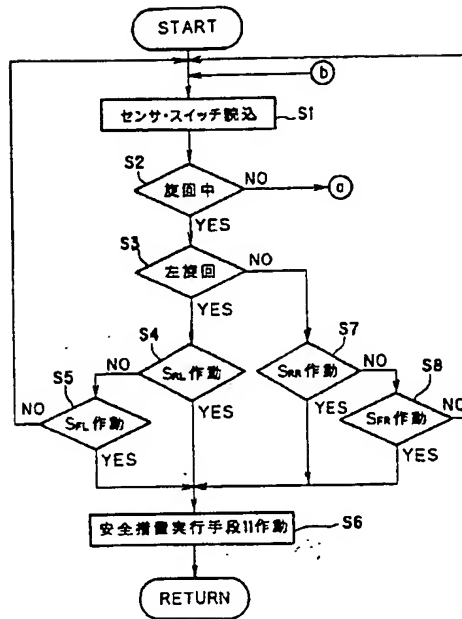 START
b
センサ・スイッチ読込 S1
S2
旋回中 NO a
YES
S3
左旋回 NO
YES
S4 S7
NO SRL作動 SRR作動 NO S8
S5
NO SFL作動 YES YES SFR作動 NO
YES YES
安全措置実行手段11作動 S6
RETURN